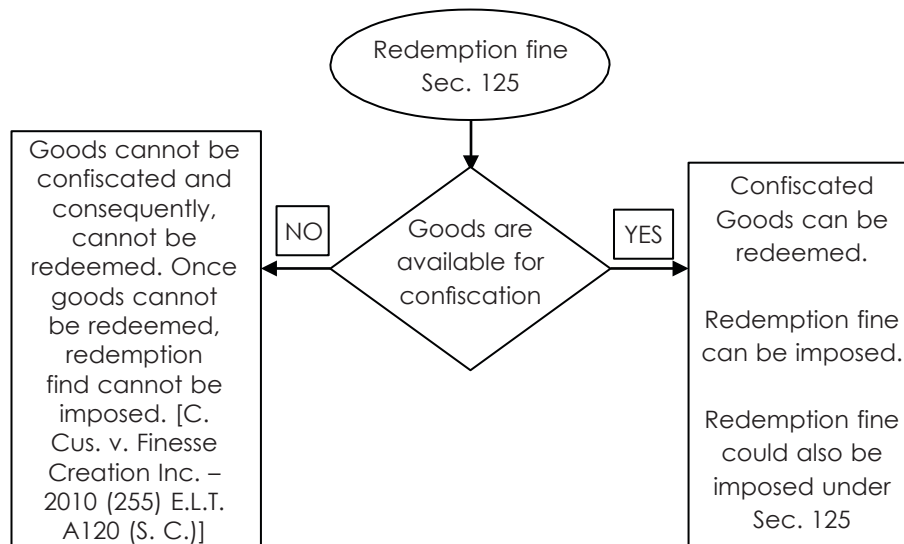 Redemption fine
Sec. 125
Goods cannot be
confiscated and
consequently,
cannot be
redeemed. Once
goods cannot
be redeemed,
redemption
find cannot be
imposed. [C.
Cus. v. Finesse
Creation Inc. –
2010 (255) E.L.T.
A120 (S. C.)]
NO
Goods are
available for
confiscation
YES
Confiscated
Goods can be
redeemed.
Redemption fine
can be imposed.
Redemption fine
could also be
imposed under
Sec. 125